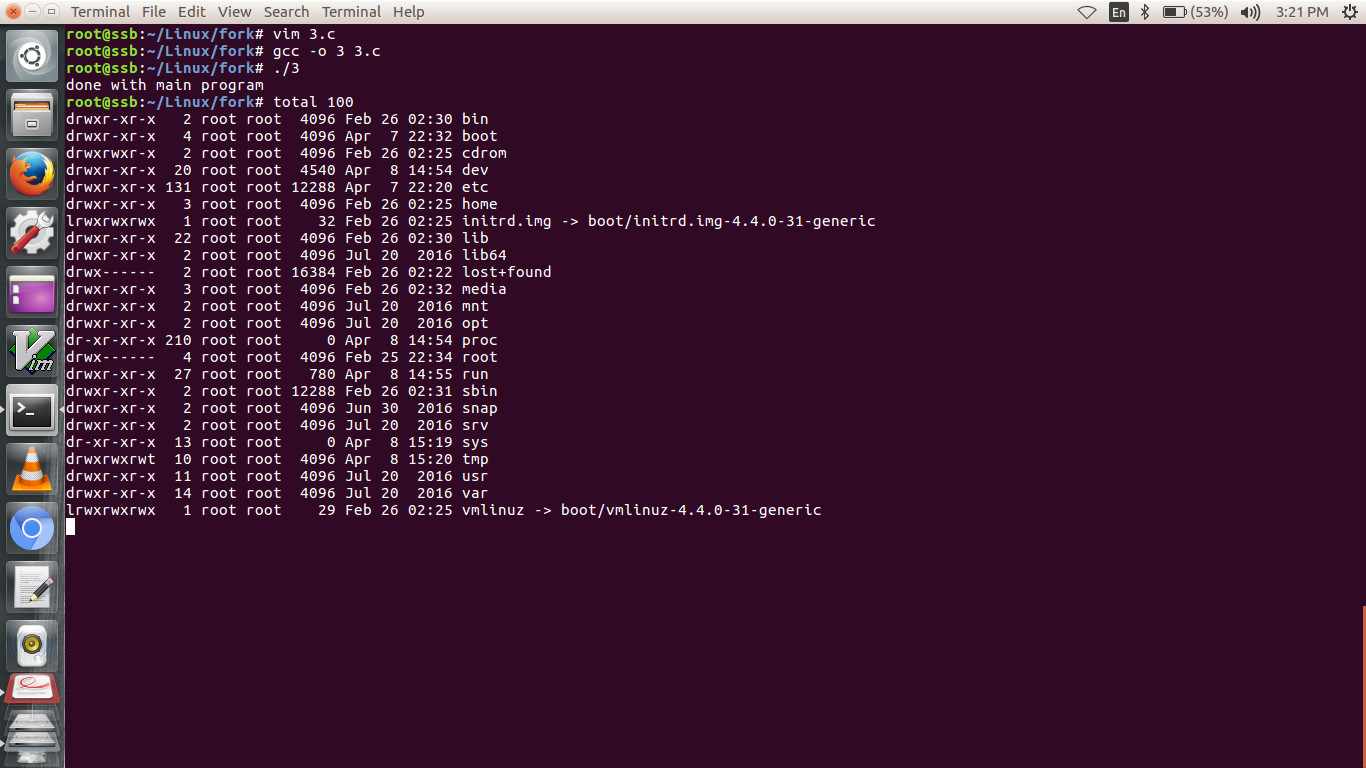 Terminal File Edit View Search Terminal Help En (53%) 3:21 PM
root@ssb:~/Linux/fork# vim 3.c
root@ssb:~/Linux/fork# gcc -o 3 3.c
root@ssb:~/Linux/fork# ./3
done with main program
root@ssb:~/Linux/fork# total 100
drwxr-xr-x   2 root root  4096 Feb 26 02:30 bin
drwxr-xr-x   4 root root  4096 Apr  7 22:32 boot
drwxrwxr-x   2 root root  4096 Feb 26 02:25 cdrom
drwxr-xr-x  20 root root  4540 Apr  8 14:54 dev
drwxr-xr-x 131 root root 12288 Apr  7 22:20 etc
drwxr-xr-x   3 root root  4096 Feb 26 02:25 home
lrwxrwxrwx   1 root root    32 Feb 26 02:25 initrd.img -> boot/initrd.img-4.4.0-31-generic
drwxr-xr-x  22 root root  4096 Feb 26 02:30 lib
drwxr-xr-x   2 root root  4096 Jul 20  2016 lib64
drwx------   2 root root 16384 Feb 26 02:22 lost+found
drwxr-xr-x   3 root root  4096 Feb 26 02:32 media
drwxr-xr-x   2 root root  4096 Jul 20  2016 mnt
drwxr-xr-x   2 root root  4096 Jul 20  2016 opt
dr-xr-xr-x 210 root root     0 Apr  8 14:54 proc
drwx------   4 root root  4096 Feb 25 22:34 root
drwxr-xr-x  27 root root   780 Apr  8 14:55 run
drwxr-xr-x   2 root root 12288 Feb 26 02:31 sbin
drwxr-xr-x   2 root root  4096 Jun 30  2016 snap
drwxr-xr-x   2 root root  4096 Jul 20  2016 srv
dr-xr-xr-x  13 root root     0 Apr  8 15:19 sys
drwxrwxrwt  10 root root  4096 Apr  8 15:20 tmp
drwxr-xr-x  11 root root  4096 Jul 20  2016 usr
drwxr-xr-x  14 root root  4096 Jul 20  2016 var
lrwxrwxrwx   1 root root    29 Feb 26 02:25 vmlinuz -> boot/vmlinuz-4.4.0-31-generic
Vim
>_